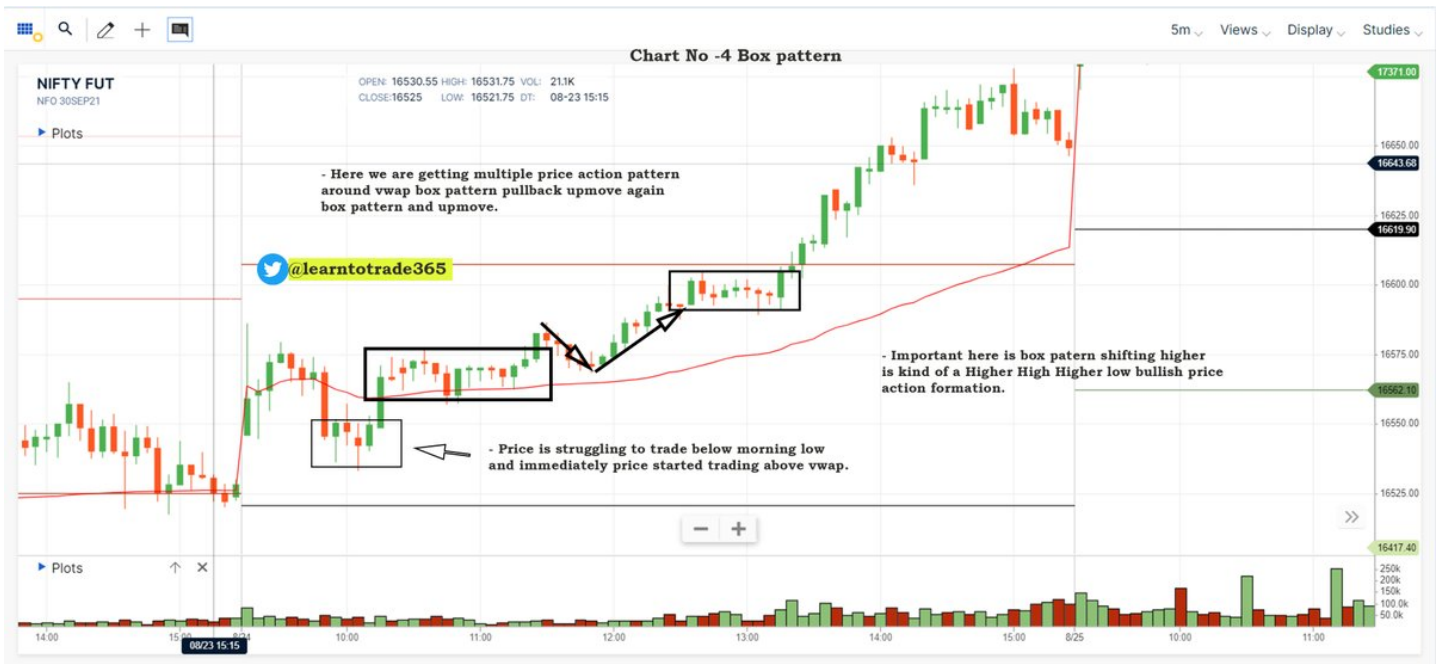 5m Views Display Studies
Chart No -4 Box pattern
NIFTY FUT
NFO 30SEP21
OPEN: 16530.55 HIGH: 16531.75 VOL: 21.1K
CLOSE:16525 LOW: 16521.75 DT: 08-23 15:15
Plots
- Here we are getting multiple price action pattern
around vwap box pattern pullback upmove again
box pattern and upmove.
@learntotrade365
- Important here is box patern shifting higher
is kind of a Higher High Higher low bullish price
action formation.
- Price is struggling to trade below morning low
and immediately price started trading above vwap.
17371.00
16650.00
16643.68
16625.00
16619.90
16600.00
16575.00
16562.10
16550.00
16525.00
16417.40
Plots
250k
200k
150k
100.0k
50.0k
14:00 15:00 10:00 11:00 12:00 13:00 14:00 15:00 8/25 10:00 11:00
08/23 15:15